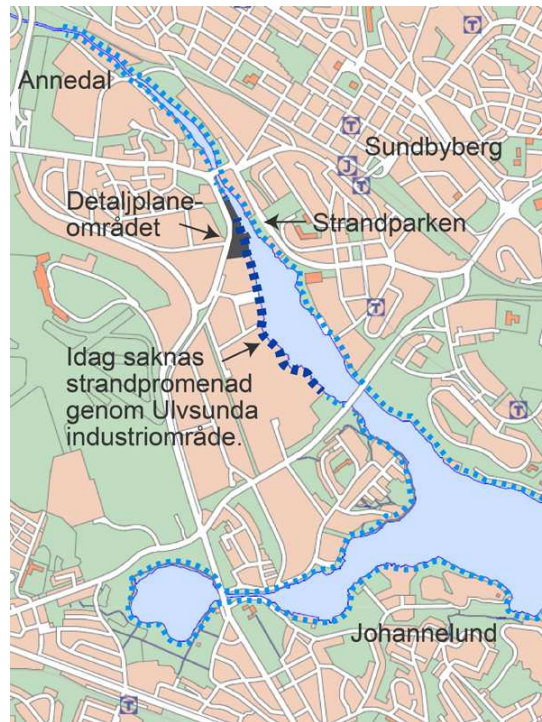 Annedal
Sundbyberg
Detaljplane-
området
Strandparken
Idag saknas
strandpromenad
genom Ulvsunda
industriområde.
Johannelund
T
T
J
T
T
T
T